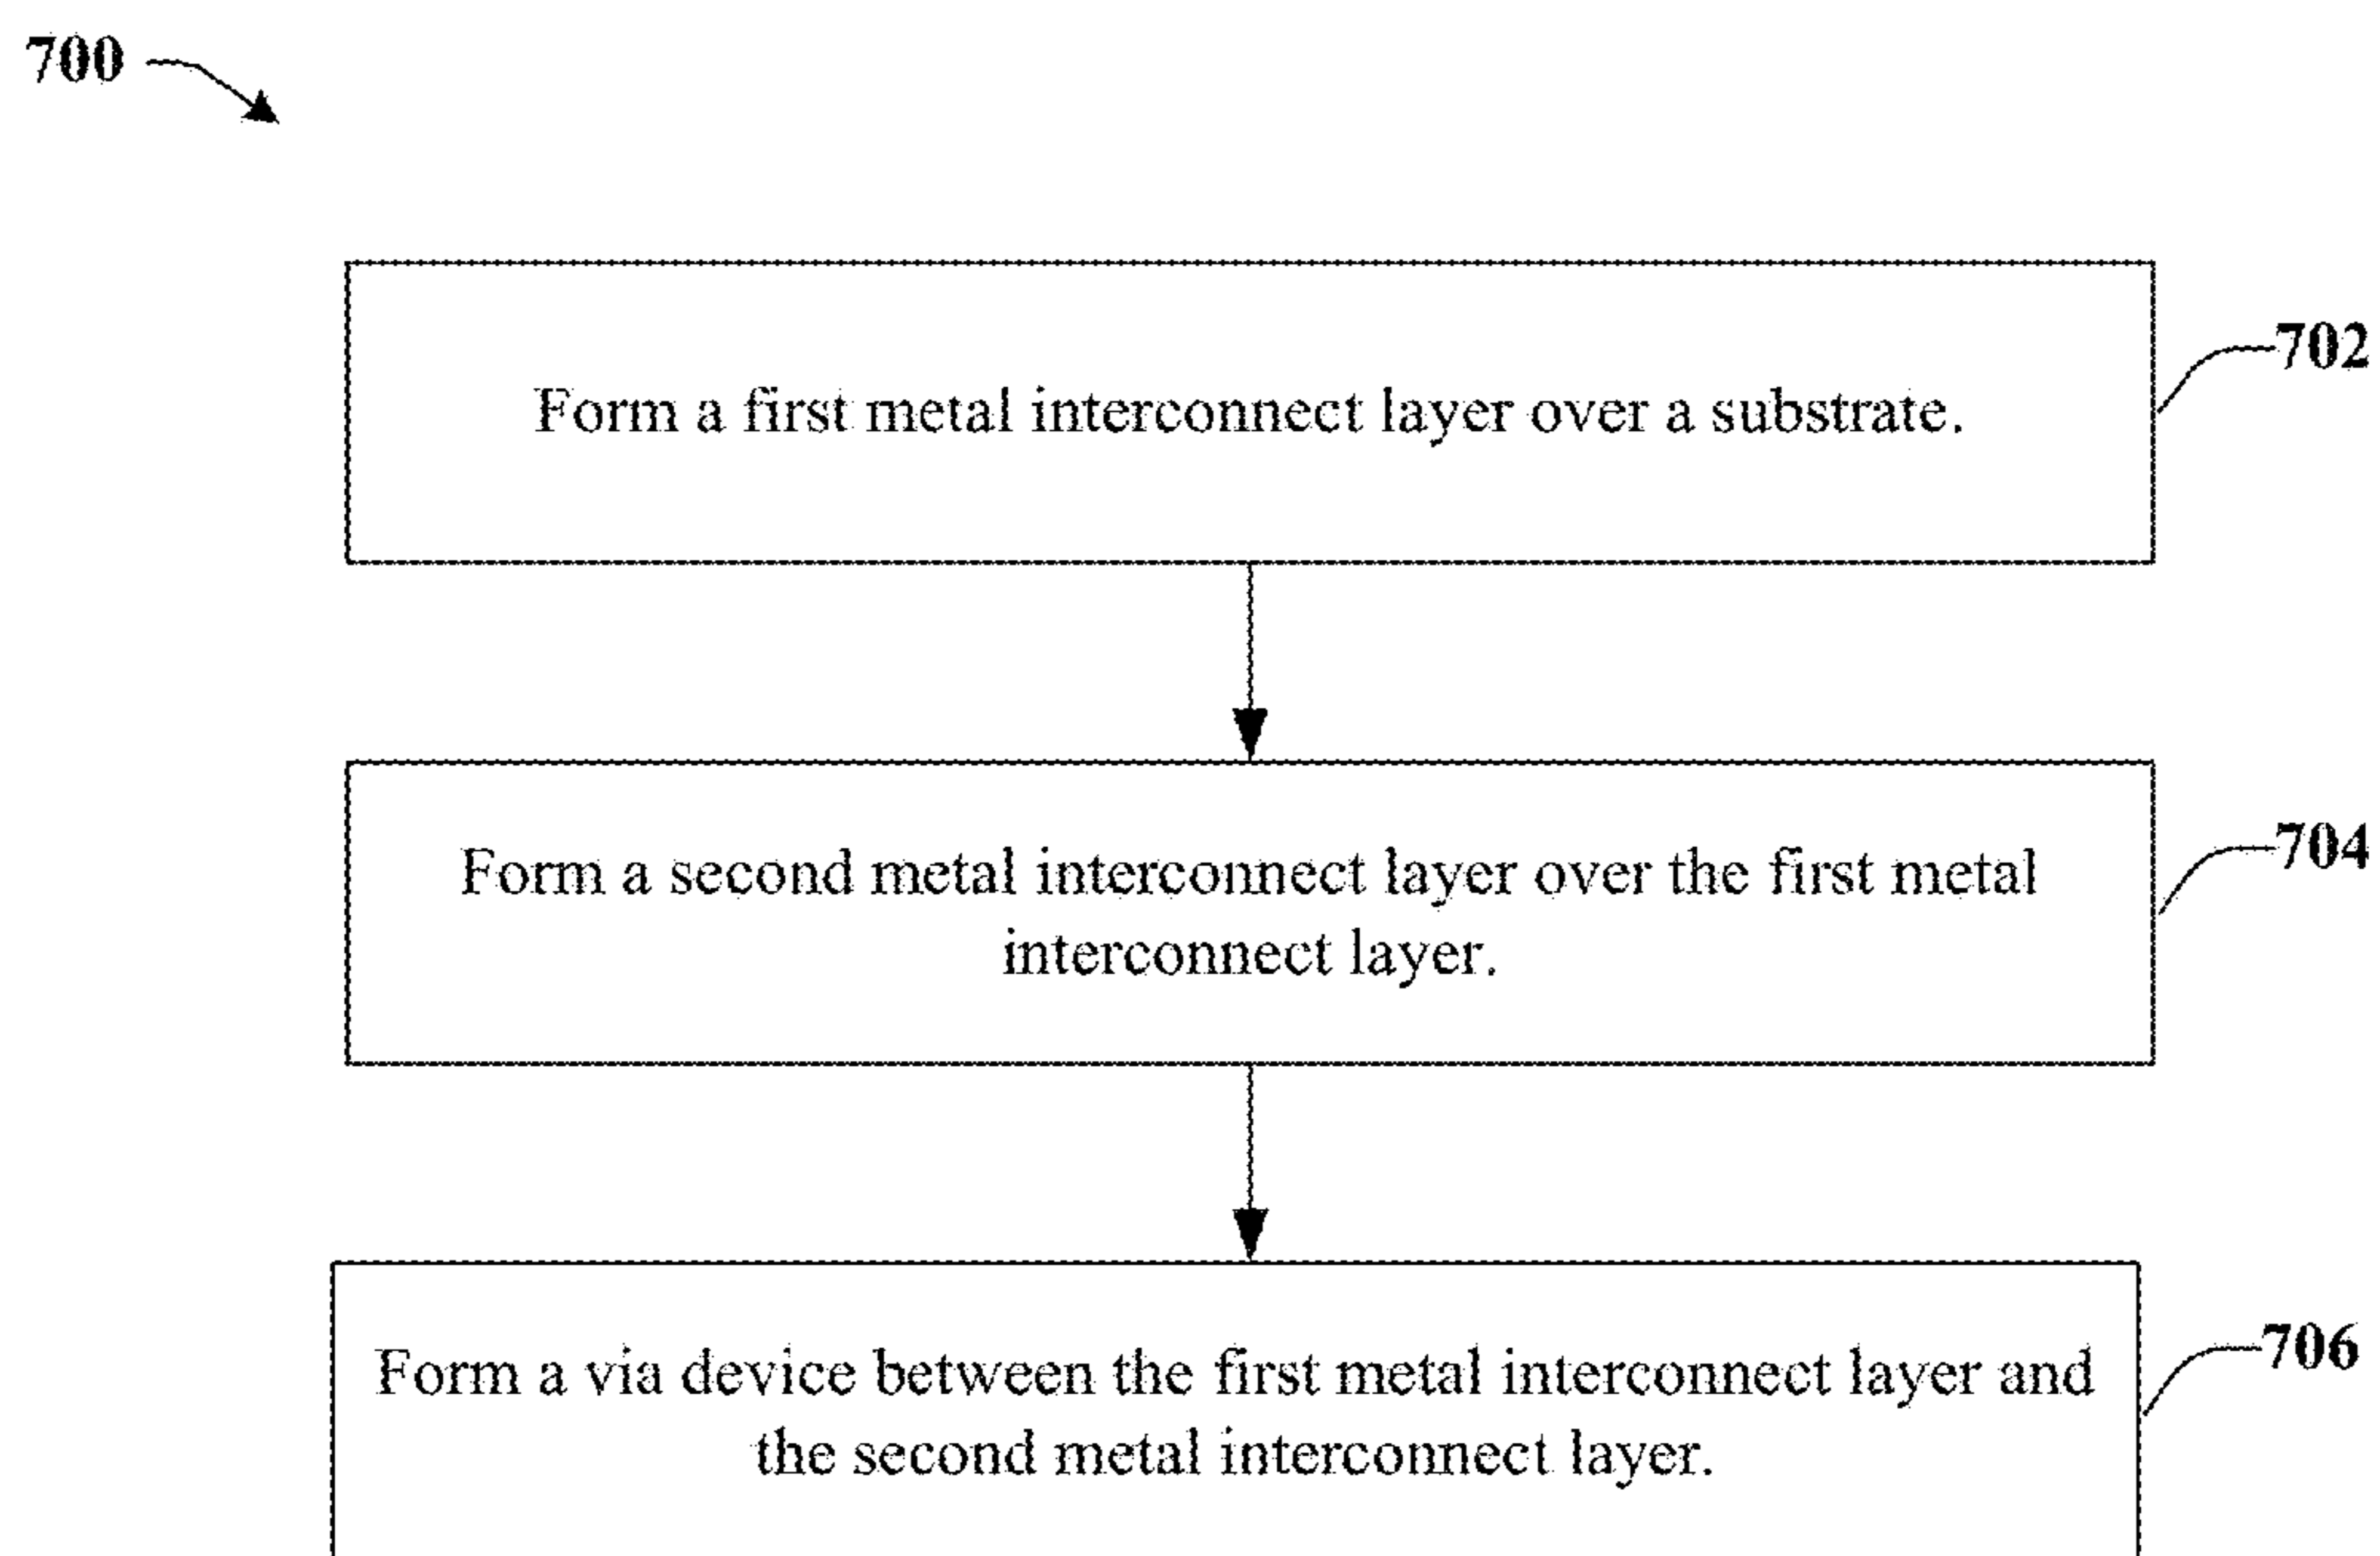 700
Form a first metal interconnect layer over a substrate.
702
Form a second metal interconnect layer over the first metal
interconnect layer.
704
Form a via device between the first metal interconnect layer and
the second metal interconnect layer.
706